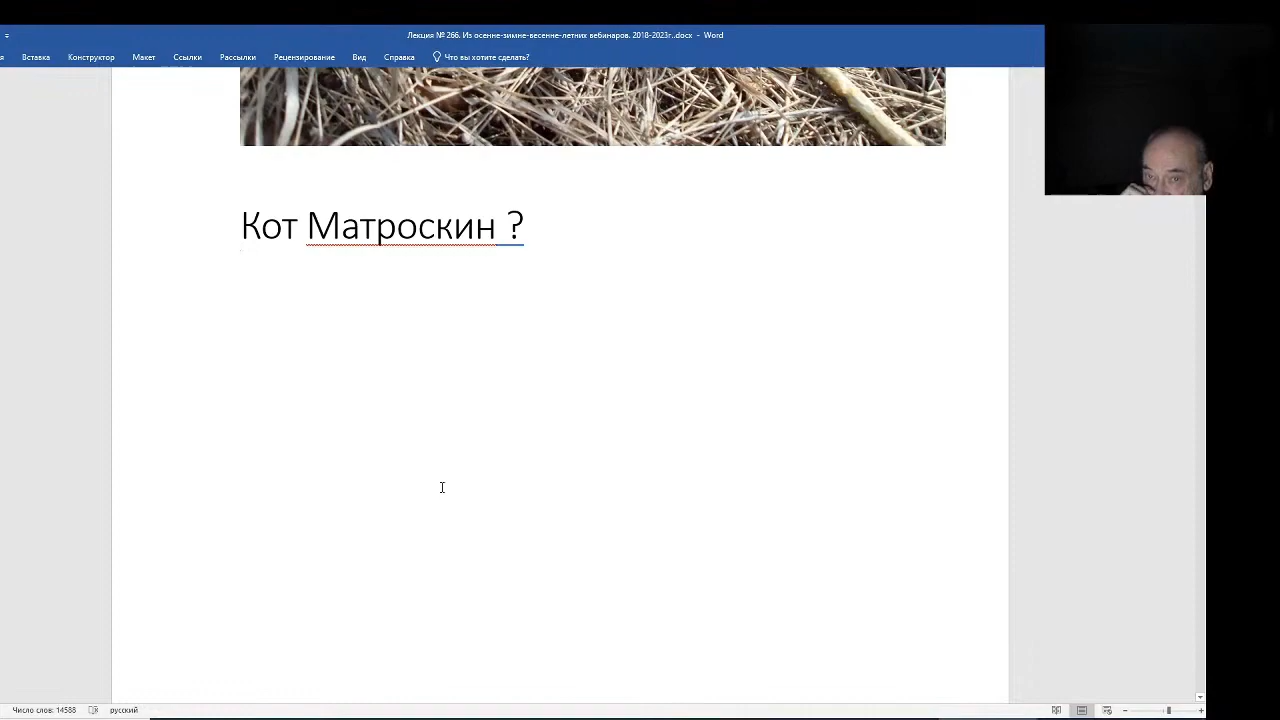 Лекция № 266. Из осенне-зимне-весенне-летних вебинаров. 2018-2023г..docx - Word
я Вставка Конструктор Макет Ссылки Рассылки Рецензирование Вид Справка Что вы хотите сделать?
Кот Матроскин ?
Число слов: 14588 русский